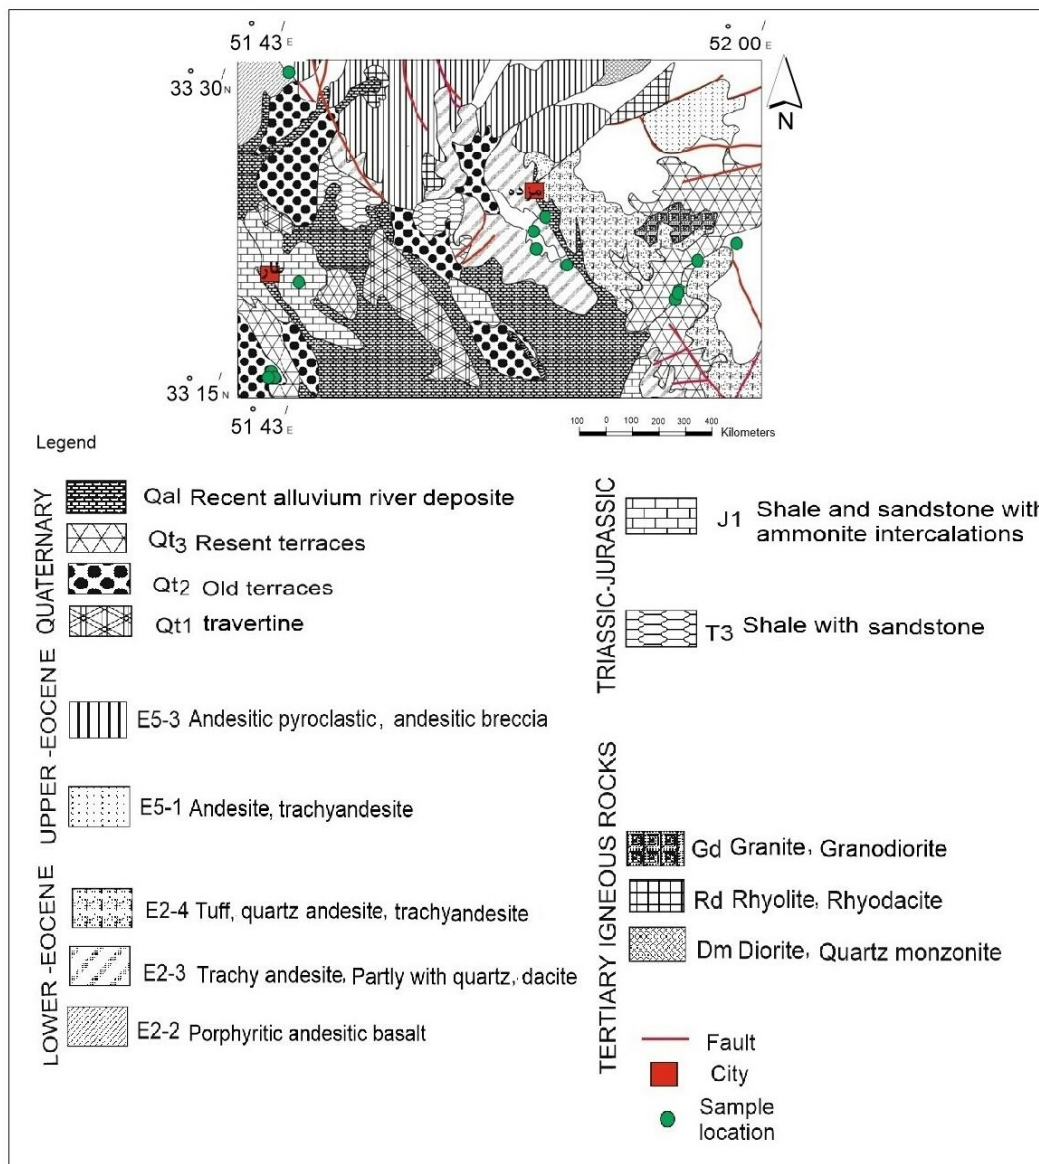 51 43 E
52 00 E
33 30 N
N
33 15 N
51 43 E
100 0 100 200 300 400 Kilometers
Legend
QUATERNARY
Qal Recent alluvium river deposite
Qt3 Resent terraces
Qt2 Old terraces
Qt1 travertine
UPPER -EOCENE
E5-3 Andesitic pyroclastic, andesitic breccia
E5-1 Andesite, trachyandesite
LOWER -EOCENE
E2-4 Tuff, quartz andesite, trachyandesite
E2-3 Trachy andesite, Partly with quartz, dacite
E2-2 Porphyritic andesitic basalt
TRIASSIC-JURASSIC
J1 Shale and sandstone with
ammonite intercalations
T3 Shale with sandstone
TERTIARY IGNEOUS ROCKS
Gd Granite, Granodiorite
Rd Rhyolite, Rhyodacite
Dm Diorite, Quartz monzonite
Fault
City
Sample
location